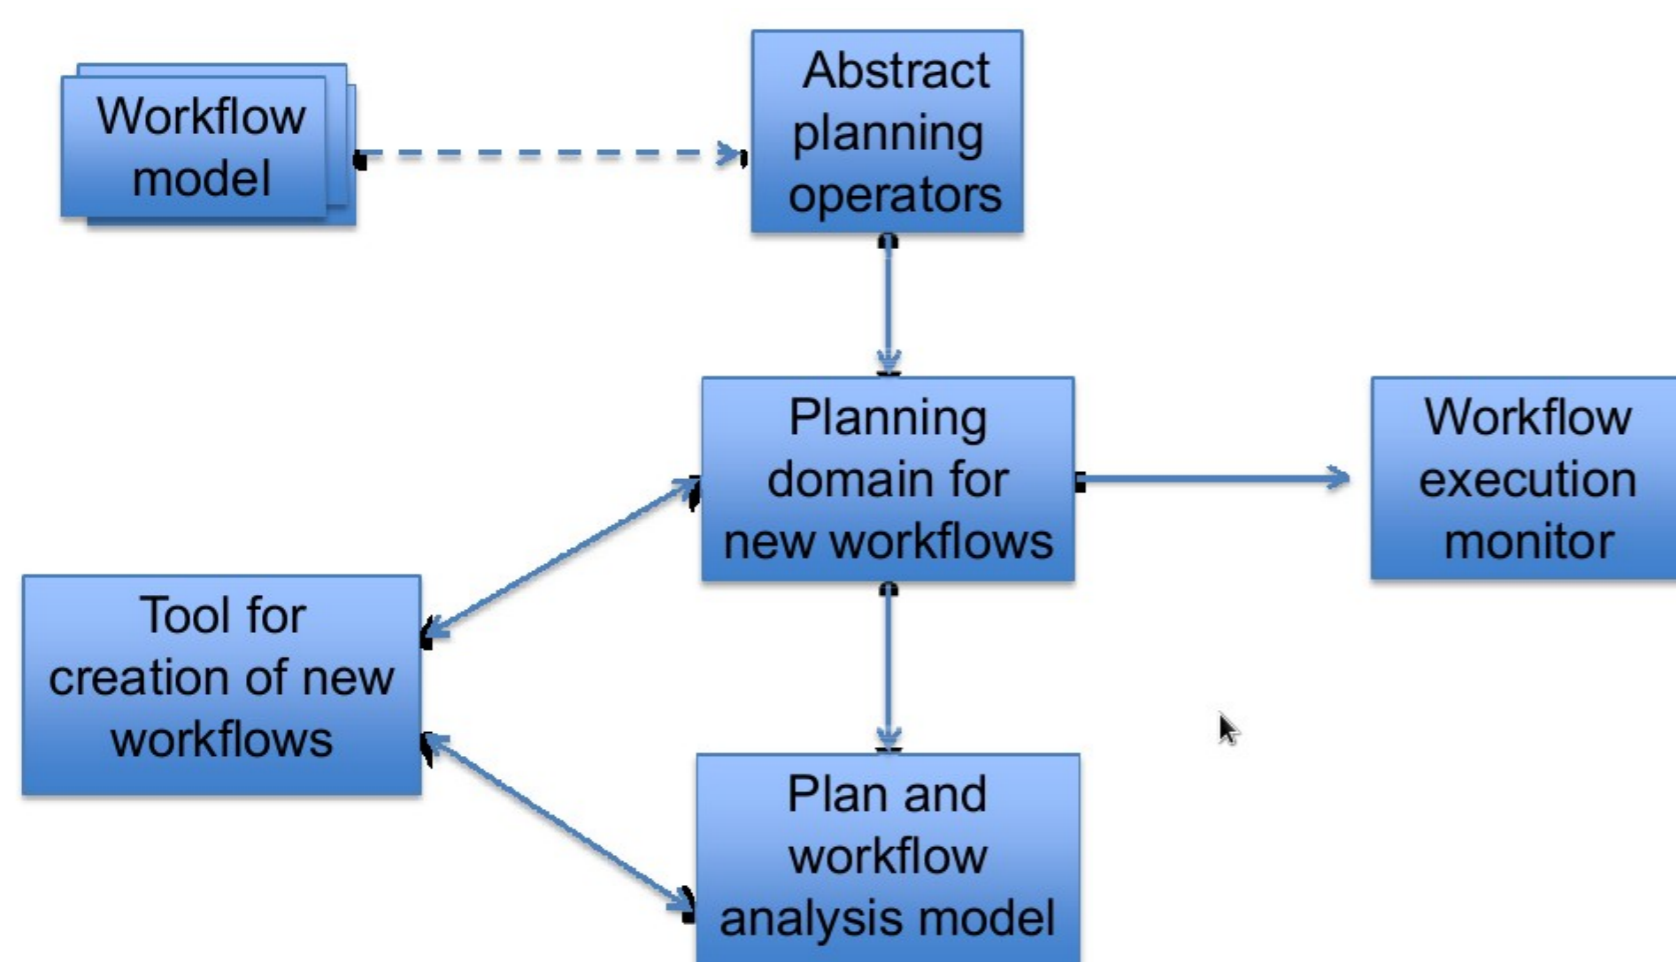 Workflow
model
Abstract
planning
operators
Planning
domain for
new workflows
Workflow
execution
monitor
Tool for
creation of new
workflows
Plan and
workflow
analysis model